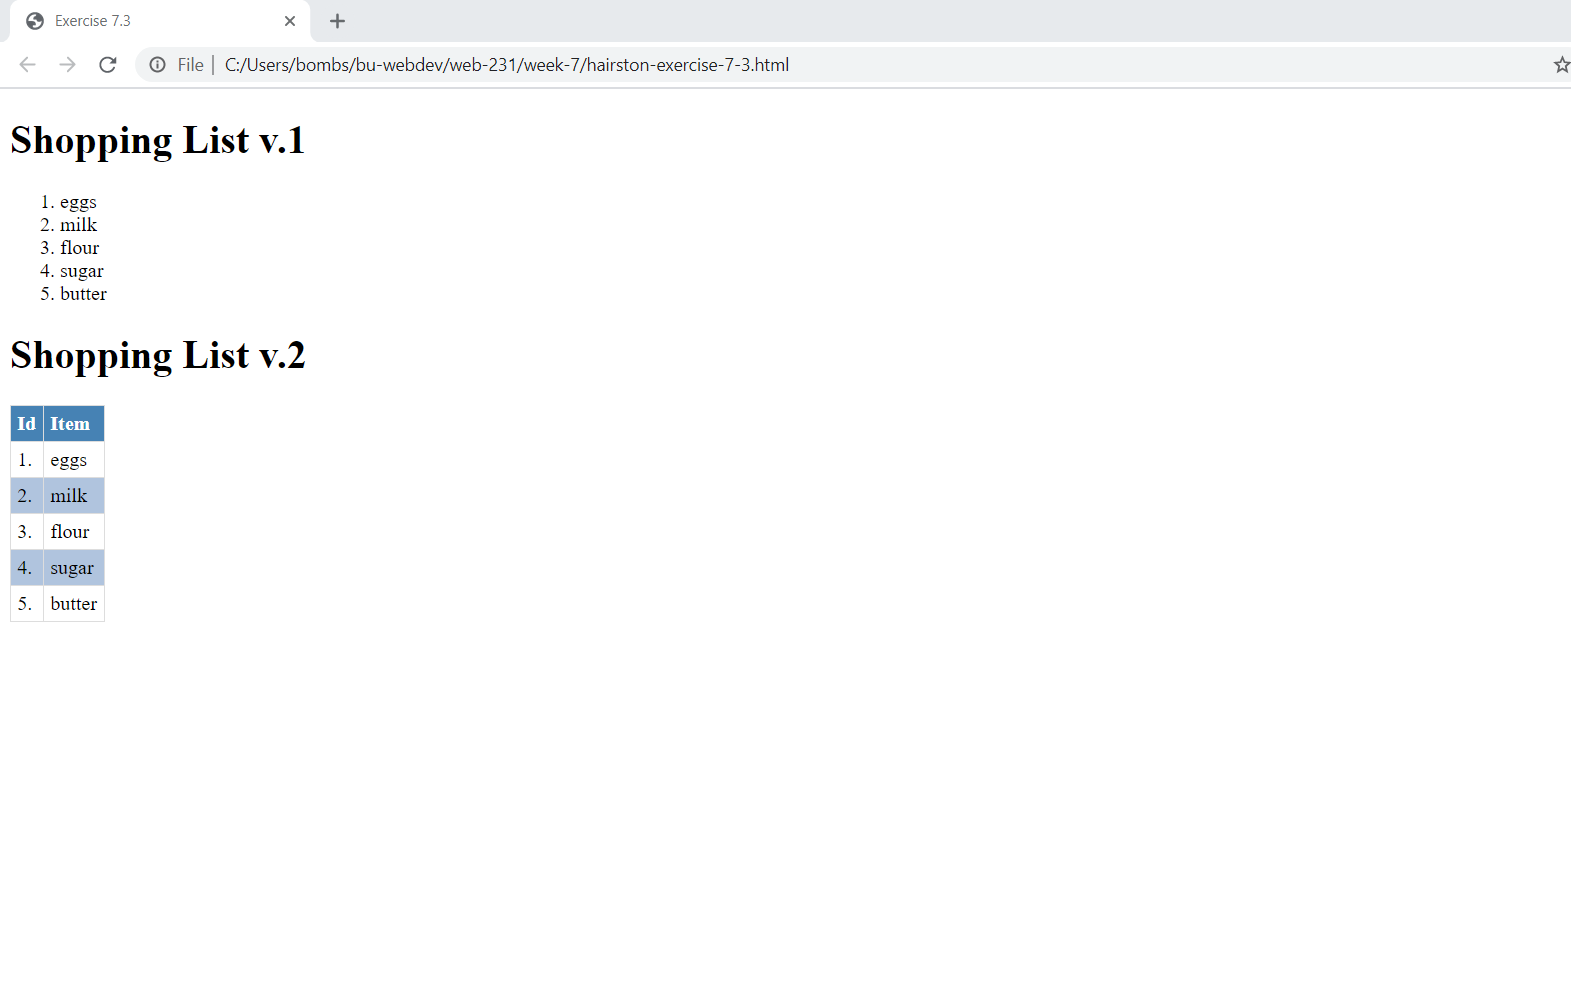 Exercise 7.3
File | C:/Users/bombs/bu-webdev/web-231/week-7/hairston-exercise-7-3.html
Shopping List v.1
1. eggs
2. milk
3. flour
4. sugar
5. butter
Shopping List v.2
Id Item
1. eggs
2. milk
3. flour
4. sugar
5. butter